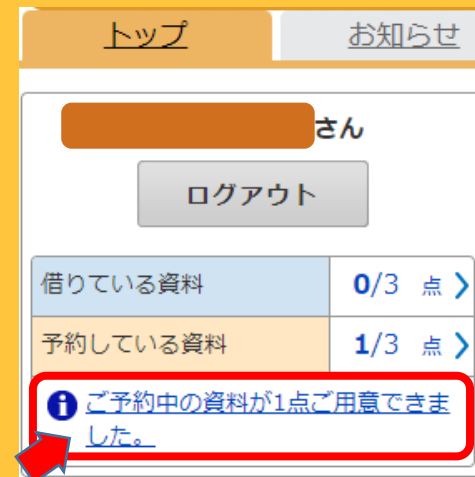 トップ お知らせ
さん
ログアウト
借りている資料 0/3 点
予約している資料 1/3 点
ご予約中の資料が1点ご用意できま
した。